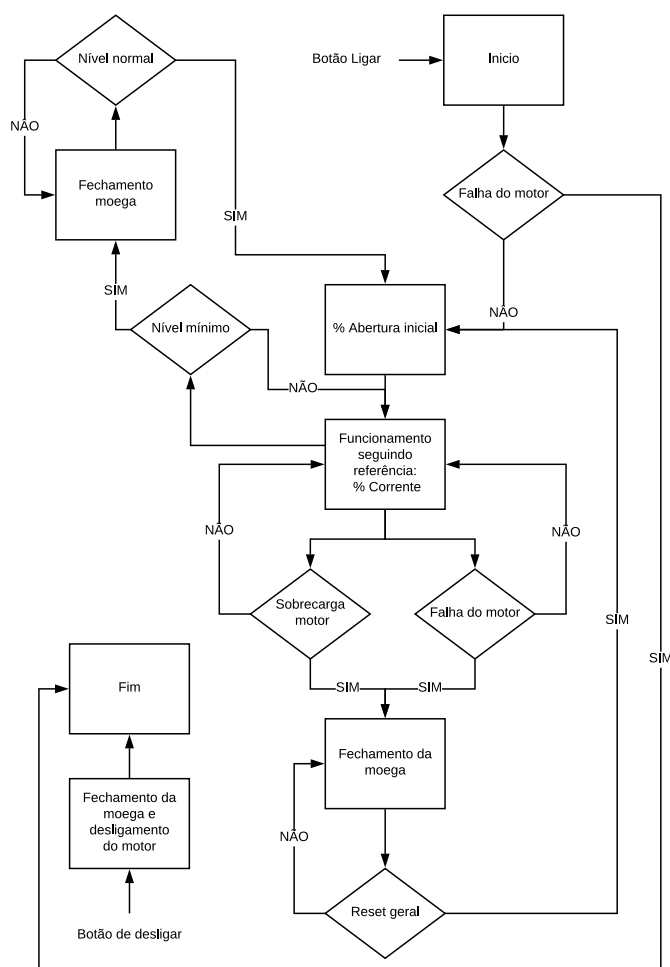 Nível normal
Botão Ligar
Inicio
NÃO
Fechamento
moega
Falha do motor
SIM
SIM
Nível mínimo
% Abertura inicial
NÃO
NÃO
Funcionamento
seguindo
referência:
% Corrente
NÃO
NÃO
Sobrecarga
motor
Falha do motor
SIM
SIM
Fim
SIM
SIM
Fechamento da
moega
Fechamento da
moega e
desligamento
do motor
NÃO
Reset geral
Botão de desligar